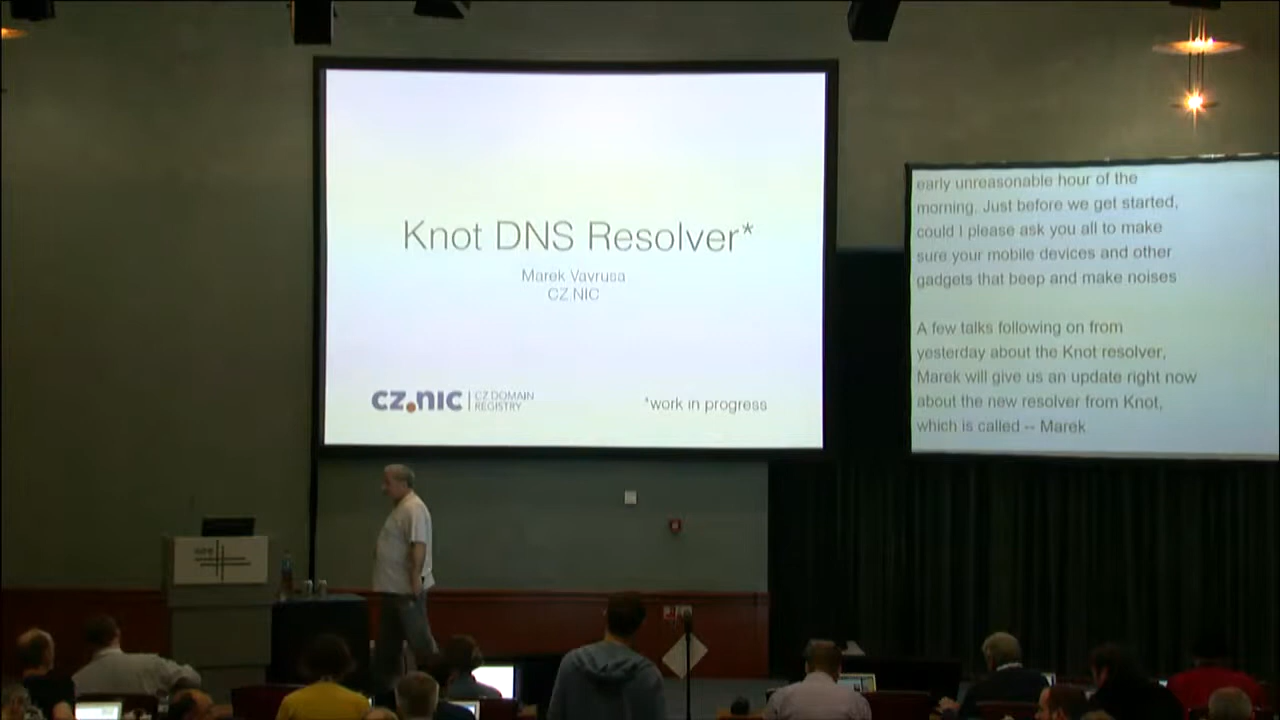 Knot DNS Resolver*
Marek Vavrusa
CZ.NIC
cz.nic
CZ DOMAIN
REGISTRY
*work in progress
early unreasonable hour of the
morning. Just before we get started,
could I please ask you all to make
sure your mobile devices and other
gadgets that beep and make noises
A few talks following on from
yesterday about the Knot resolver,
Marek will give us an update right now
about the new resolver from Knot,
which is called -- Marek